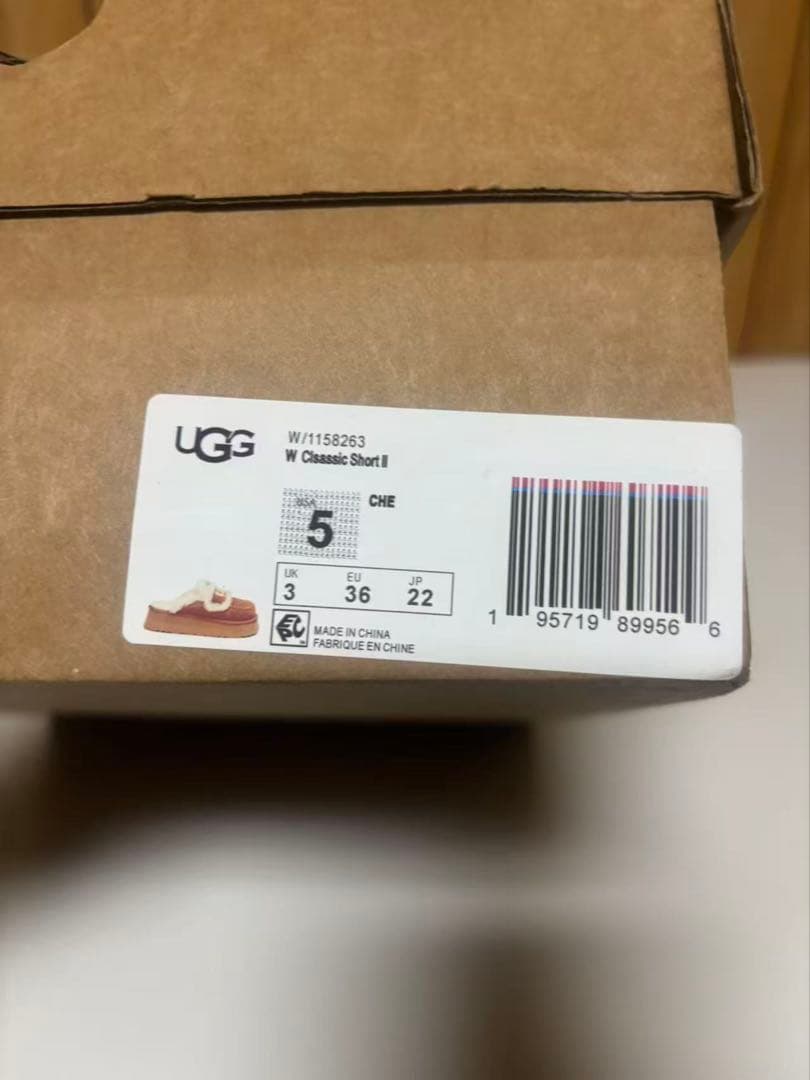 UGG
W/1158263
W Clsassic Short II
USA
5
CHE
UK EU JP
3 36 22
MADE IN CHINA
FABRIQUE EN CHINE
1 95719 89956 6